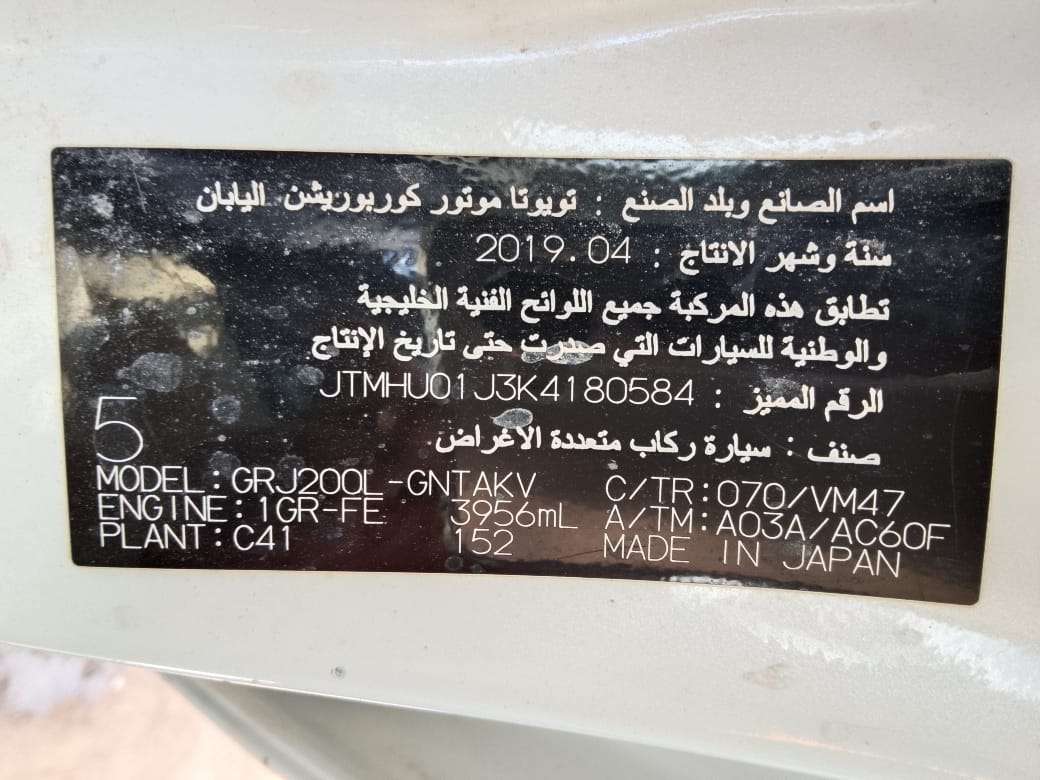 اسم الصانع وبلد الصنع : تويوتا موتور كوربوريشن اليابان
سنة وشهر الانتاج : 2019.04
تطابق هذه المركبة جميع اللوائح الفنية الخليجية
والوطنية للسيارات التي صدرت حتى تاريخ الإنتاج
الرقم المميز : JTMHU01J3K4180584
صنف : سيارة ركاب متعددة الاغراض.
5
MODEL:GRJ200L-GNTAKV C/TR:070/VM47
ENGINE:1GR-FE 3956mL A/TM:A03A/AC60F
PLANT:C41 152 MADE IN JAPAN